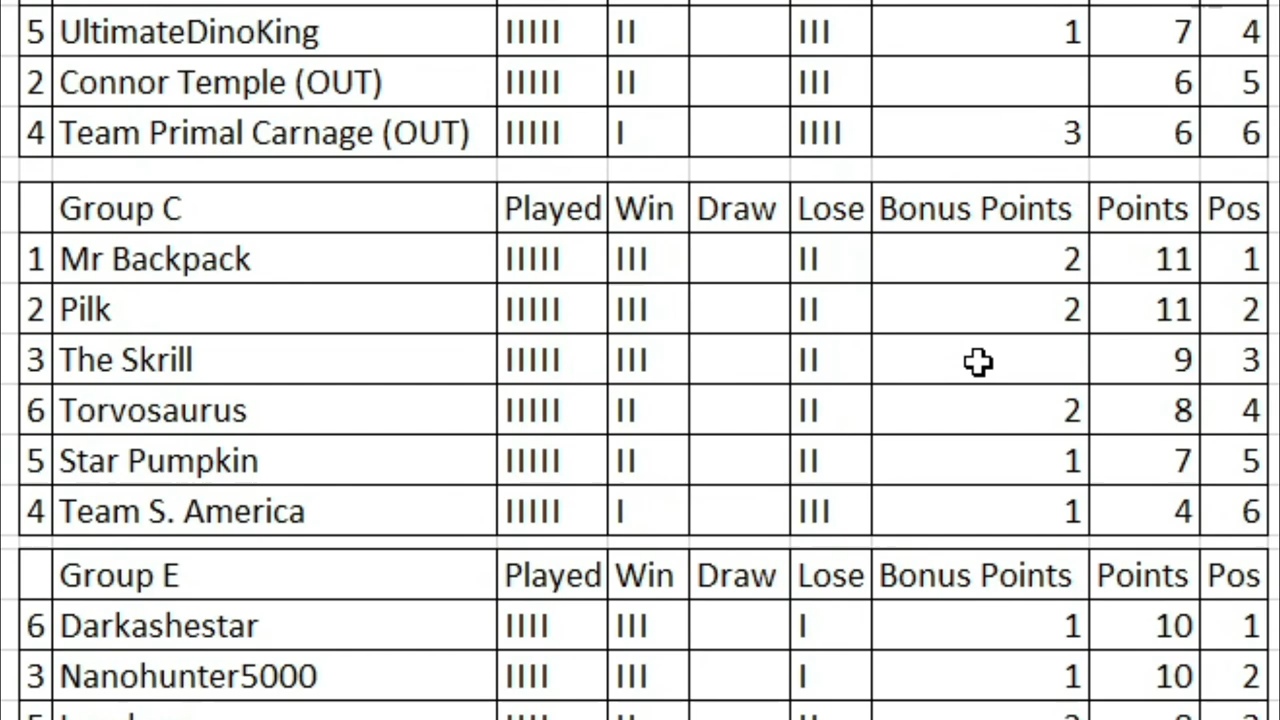 5 UltimateDinoKing IIIII II III 1 7 4
2 Connor Temple (OUT) IIIII II III 6 5
4 Team Primal Carnage (OUT) IIIII I IIII 3 6 6
Group C Played Win Draw Lose Bonus Points Points Pos
1 Mr Backpack IIIII III II 2 11 1
2 Pilk IIIII III II 2 11 2
3 The Skrill IIIII III II 9 3
6 Torvosaurus IIIII II II 2 8 4
5 Star Pumpkin IIIII II II 1 7 5
4 Team S. America IIIII I III 1 4 6
Group E Played Win Draw Lose Bonus Points Points Pos
6 Darkashestar IIII III I 1 10 1
3 Nanohunter5000 IIII III I 1 10 2